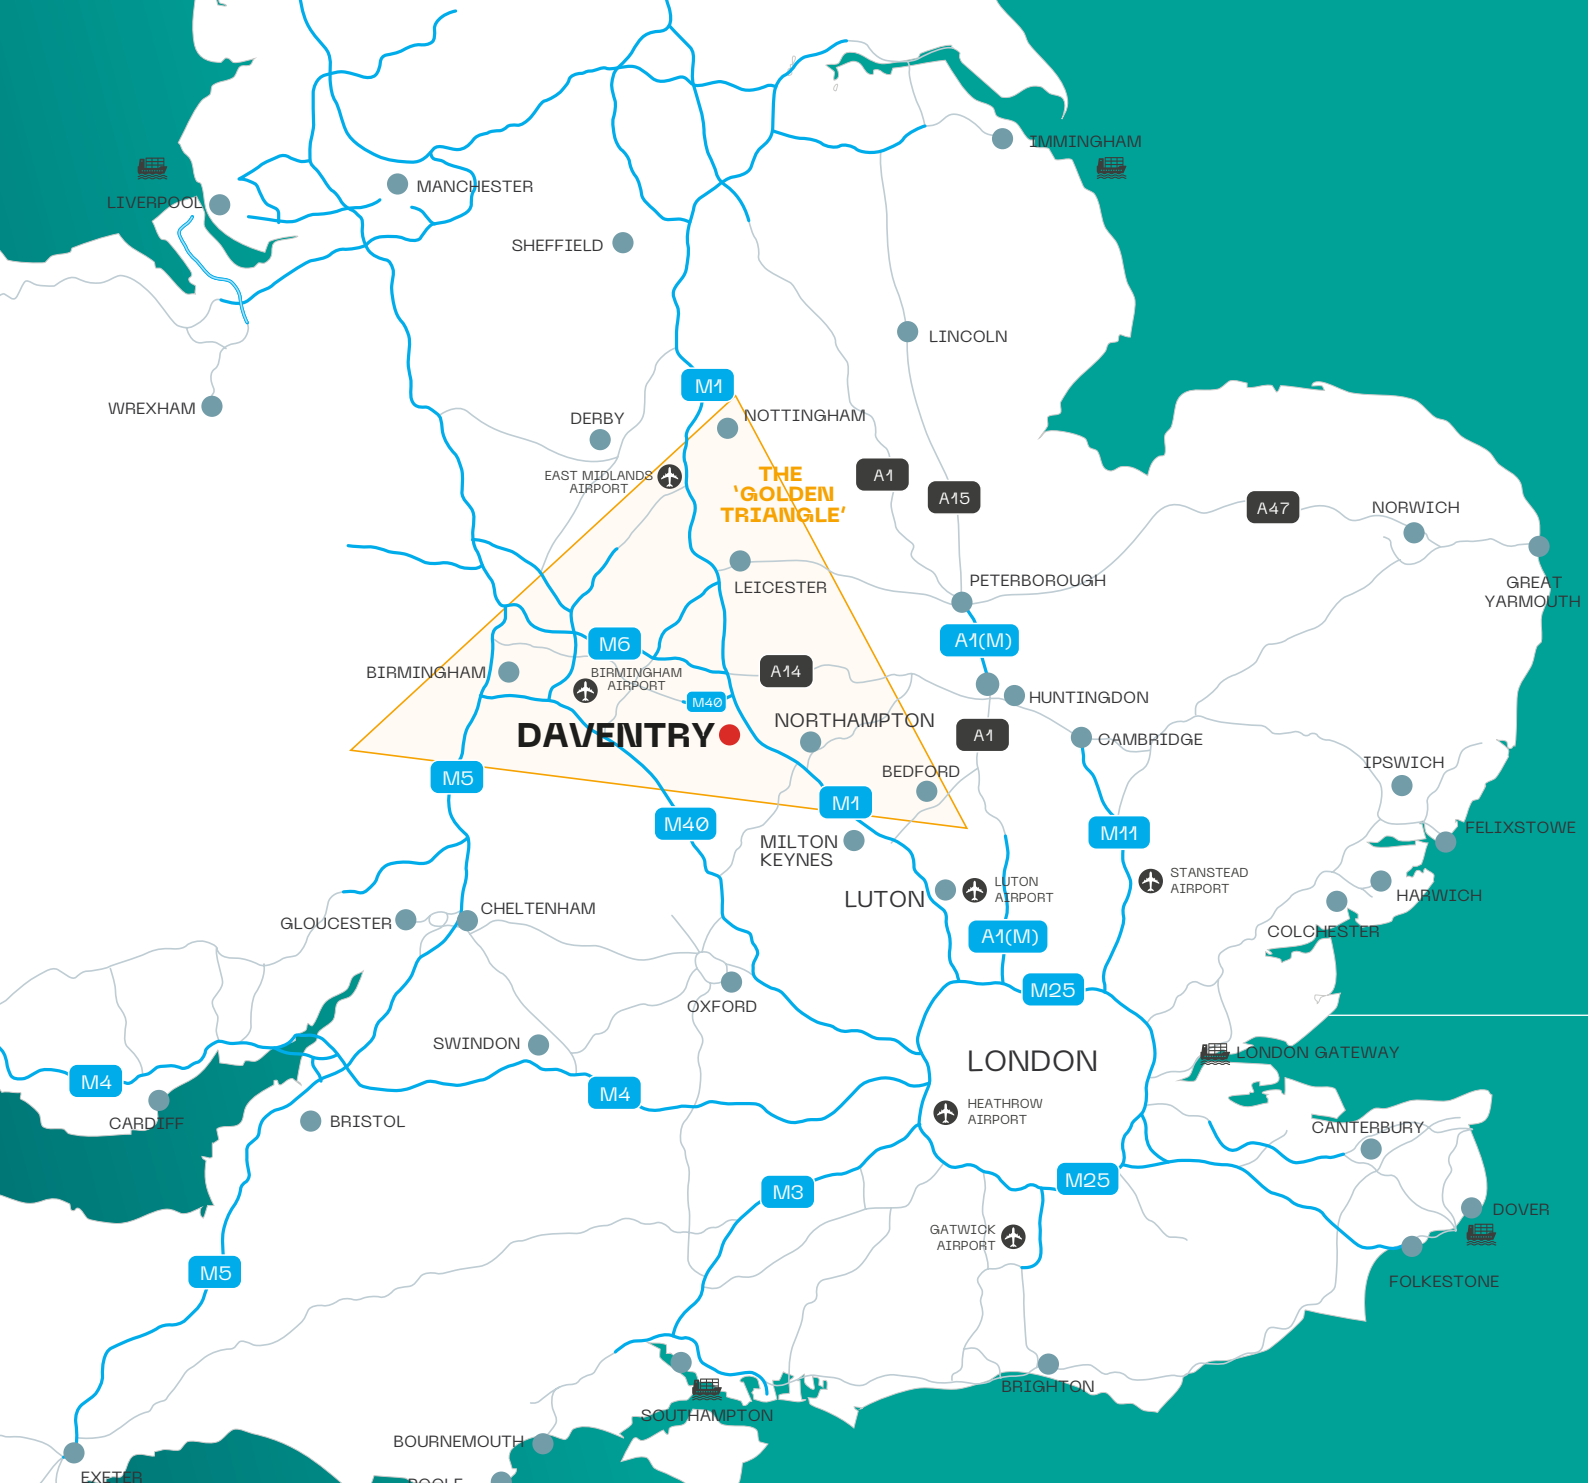 IMMINGHAM
LIVERPOOL
MANCHESTER
SHEFFIELD
LINCOLN
WREXHAM
M1
DERBY
NOTTINGHAM
EAST MIDLANDS
AIRPORT
THE
‘GOLDEN
TRIANGLE’
A1
A15
A47
NORWICH
LEICESTER
PETERBOROUGH
GREAT
YARMOUTH
M6
A1(M)
BIRMINGHAM
BIRMINGHAM
AIRPORT
A14
M40
HUNTINGDON
DAVENTRY
NORTHAMPTON
A1
CAMBRIDGE
M5
BEDFORD
IPSWICH
M1
M40
MILTON
KEYNES
M11
FELIXSTOWE
LUTON
LUTON
AIRPORT
STANSTEAD
AIRPORT
HARWICH
GLOUCESTER
CHELTENHAM
COLCHESTER
A1(M)
OXFORD
M25
SWINDON
LONDON
LONDON GATEWAY
M4
M4
CARDIFF
BRISTOL
HEATHROW
AIRPORT
CANTERBURY
M3
M25
DOVER
GATWICK
AIRPORT
M5
FOLKESTONE
BRIGHTON
SOUTHAMPTON
BOURNEMOUTH
EXETER
POOLE